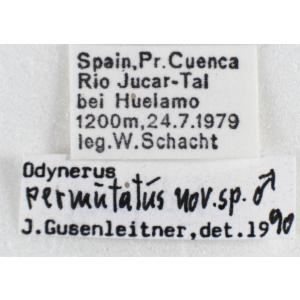 Spain,Pr.Cuenca
Rio Jucar-Tal
bei Huelamo
1200m,24.7.1979
leg.W.Schacht
Odynerus
permutatus nov.sp. ♂
J.Gusenleitner,det.1990